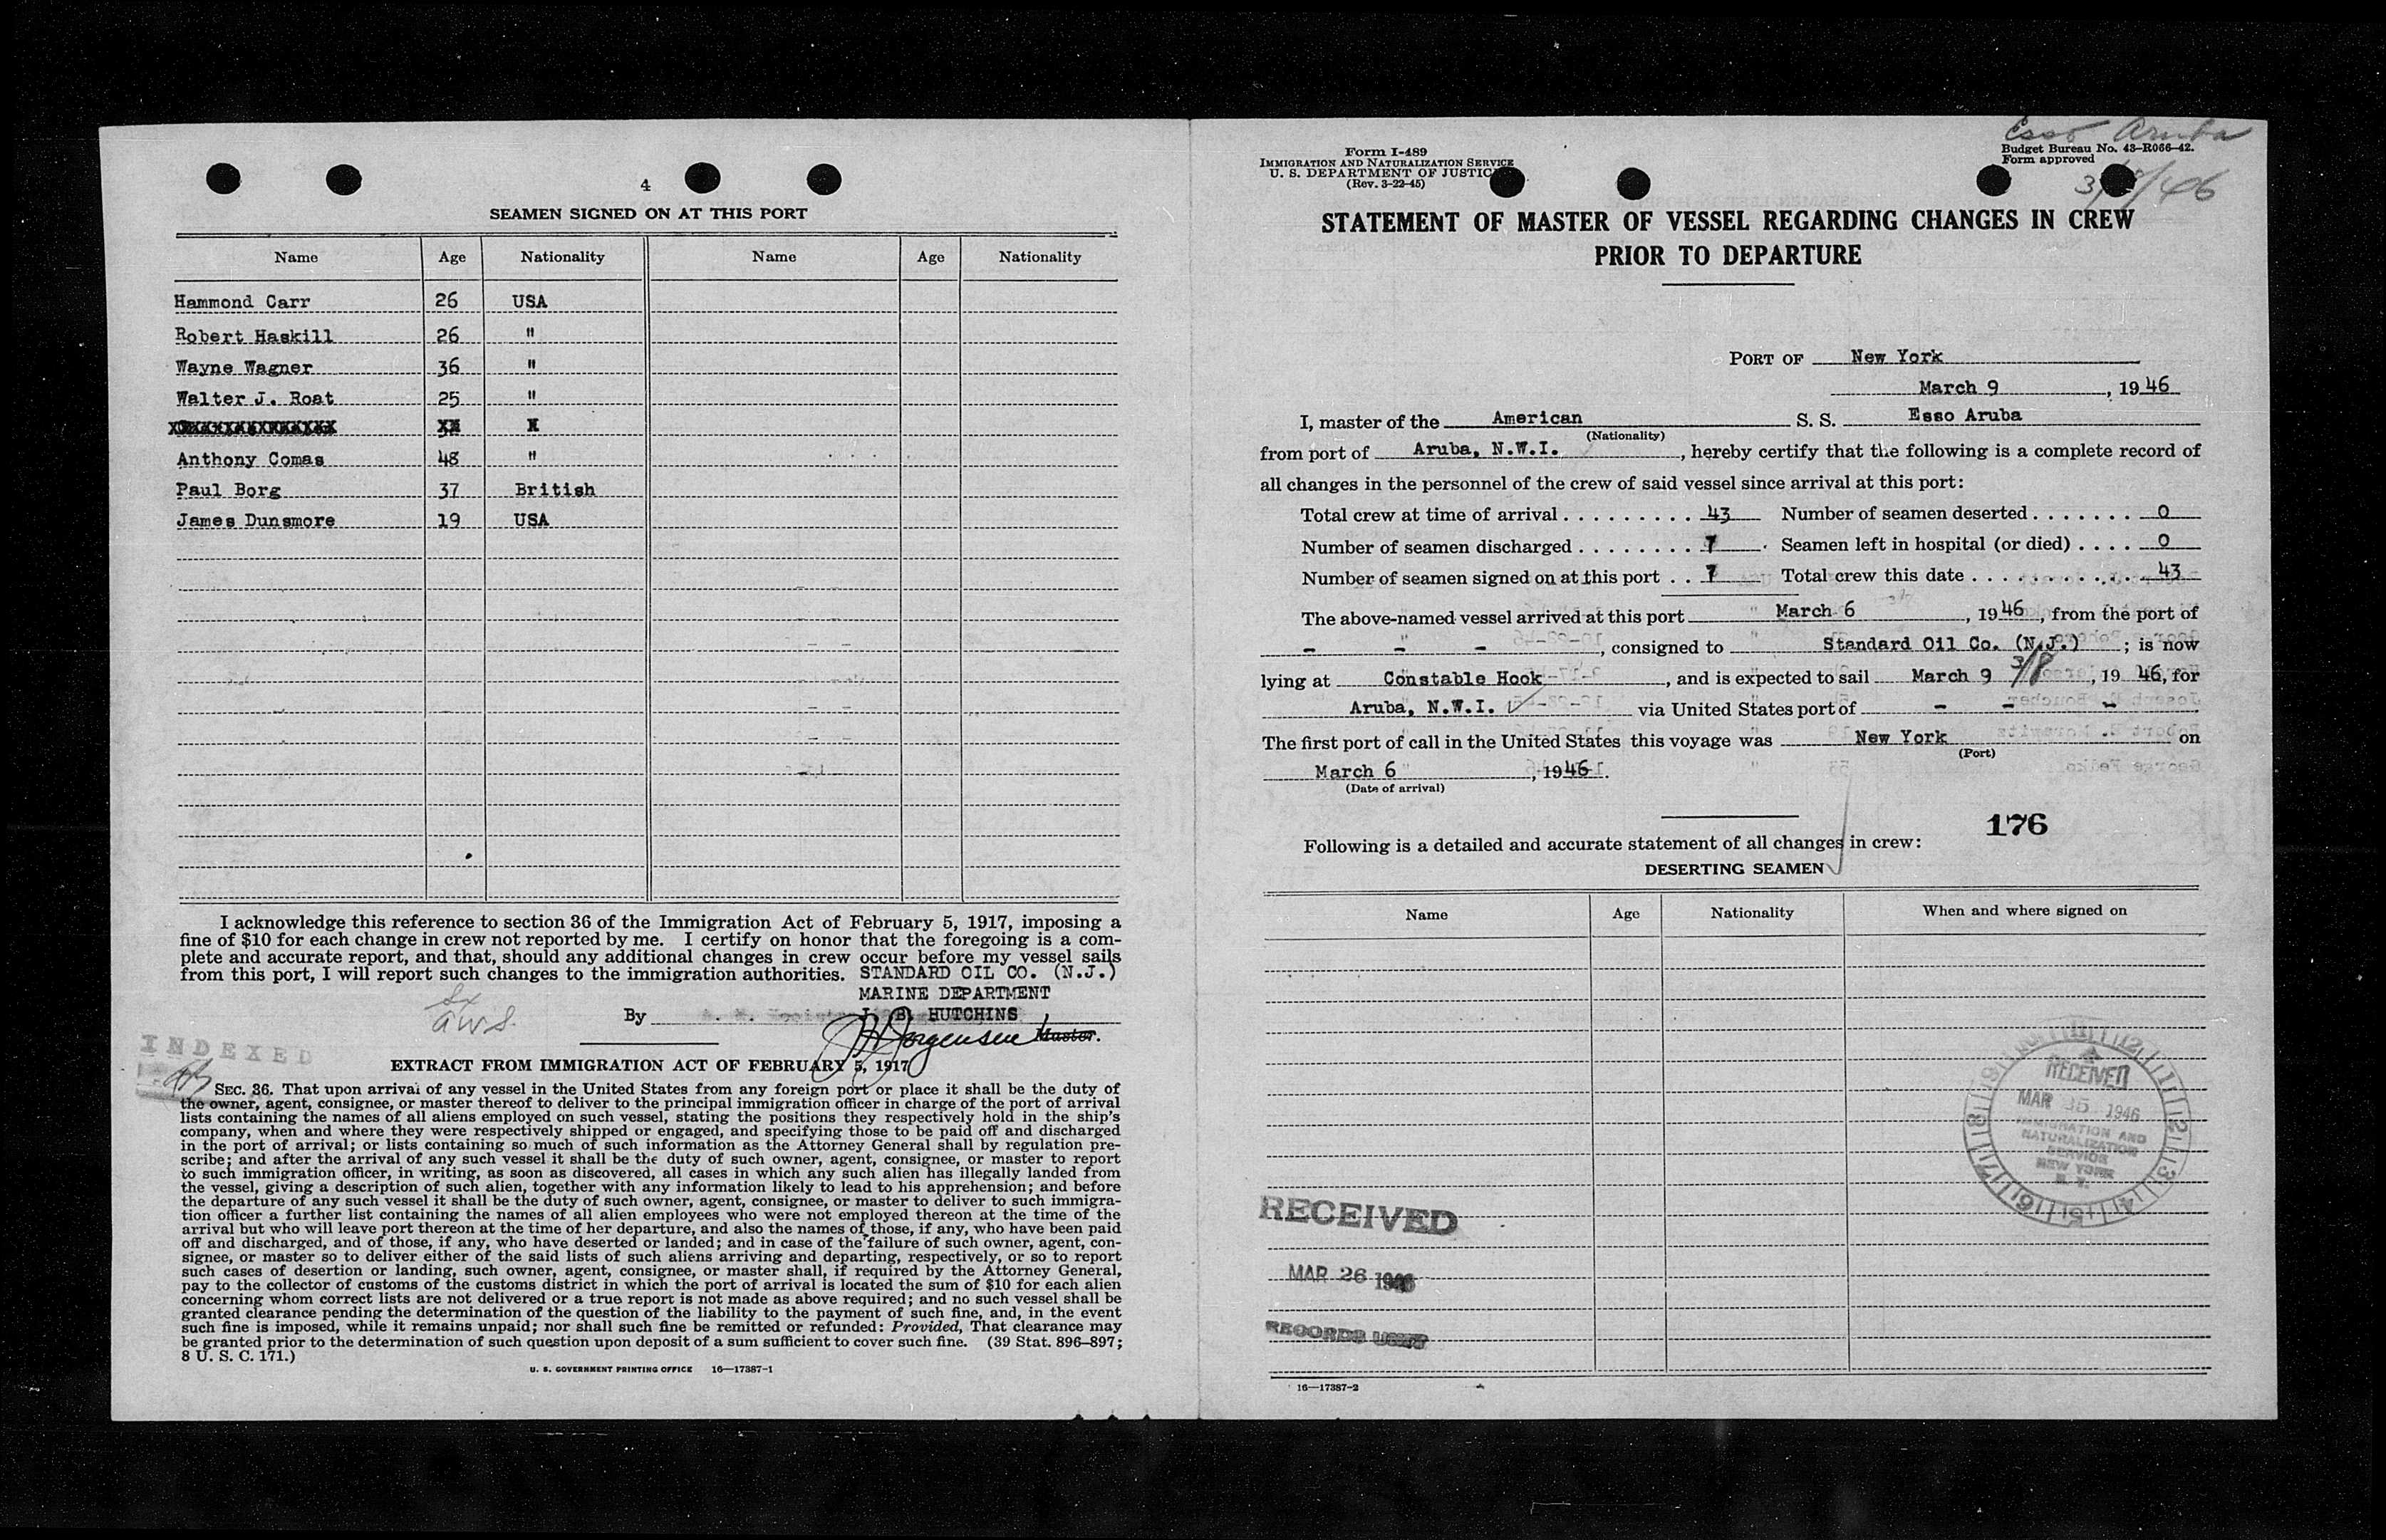 4
SEAMEN SIGNED ON AT THIS PORT
Name Age Nationality Name Age Nationality
Hammond Carr 26 USA
Robert Haskill 26 "
Wayne Wagner 36 "
Walter J. Roat 25 "
Anthony Comas 48 "
Paul Borg 37 British
James Dunsmore 19 USA
I acknowledge this reference to section 36 of the Immigration Act of February 5, 1917, imposing a
fine of $10 for each change in crew not reported by me. I certify on honor that the foregoing is a com-
plete and accurate report, and that, should any additional changes in crew occur before my vessel sails
from this port, I will report such changes to the immigration authorities. STANDARD OIL CO. (N.J.)
MARINE DEPARTMENT
By J. B. HUTCHINS
Jorgensen Master.
INDEXED
EXTRACT FROM IMMIGRATION ACT OF FEBRUARY 5, 1917
SEC. 36. That upon arrival of any vessel in the United States from any foreign port or place it shall be the duty of
the owner, agent, consignee, or master thereof to deliver to the principal immigration officer in charge of the port of arrival
lists containing the names of all aliens employed on such vessel, stating the positions they respectively hold in the ship's
company, when and where they were respectively shipped or engaged, and specifying those to be paid off and discharged
in the port of arrival; or lists containing so much of such information as the Attorney General shall by regulation pre-
scribe; and after the arrival of any such vessel it shall be the duty of such owner, agent, consignee, or master to report
to such immigration officer, in writing, as soon as discovered, all cases in which any such alien has illegally landed from
the vessel, giving a description of such alien, together with any information likely to lead to his apprehension; and before
the departure of any such vessel it shall be the duty of such owner, agent, consignee, or master to deliver to such immigra-
tion officer a further list containing the names of all alien employees who were not employed thereon at the time of the
arrival but who will leave port thereon at the time of her departure, and also the names of those, if any, who have been paid
off and discharged, and of those, if any, who have deserted or landed; and in case of the failure of such owner, agent, con-
signee, or master so to deliver either of the said lists of such aliens arriving and departing, respectively, or so to report
such cases of desertion or landing, such owner, agent, consignee, or master shall, if required by the Attorney General,
pay to the collector of customs of the customs district in which the port of arrival is located the sum of $10 for each alien
concerning whom correct lists are not delivered or a true report is not made as above required; and no such vessel shall be
granted clearance pending the determination of the question of the liability to the payment of such fine, and, in the event
such fine is imposed, while it remains unpaid; nor shall such fine be remitted or refunded: Provided, That clearance may
be granted prior to the determination of such question upon deposit of a sum sufficient to cover such fine. (39 Stat. 896–897;
8 U. S. C. 171.)
U. S. GOVERNMENT PRINTING OFFICE 16—17387-1
Esso Aruba
Form I-489
IMMIGRATION AND NATURALIZATION SERVICE
U. S. DEPARTMENT OF JUSTICE
(Rev. 3-22-45)
Budget Bureau No. 43–R066–42.
Form approved
STATEMENT OF MASTER OF VESSEL REGARDING CHANGES IN CREW
PRIOR TO DEPARTURE
PORT OF New York
March 9, 1946
I, master of the American S. S. Esso Aruba
(Nationality)
from port of Aruba, N.W.I., hereby certify that the following is a complete record of
all changes in the personnel of the crew of said vessel since arrival at this port:
Total crew at time of arrival . . . . . . . . . . 43 Number of seamen deserted . . . . . . . 0
Number of seamen discharged . . . . . . . . 7 Seamen left in hospital (or died) . . . . 0
Number of seamen signed on at this port . . 7 Total crew this date . . . . . . . . . . . . 43
The above-named vessel arrived at this port March 6, 1946, from the port of
- - -, consigned to Standard Oil Co. (N.J.); is now
lying at Constable Hook, and is expected to sail March 9 3/8, 1946, for
Aruba, N.W.I. ✓ via United States port of - - -
The first port of call in the United States this voyage was New York on
(Port)
March 6, 1946.
(Date of arrival)
176
Following is a detailed and accurate statement of all changes in crew:
DESERTING SEAMEN
Name Age Nationality When and where signed on
RECEIVED
MAR 1946
IMMIGRATION AND
NATURALIZATION
SERVICE
NEW YORK
N. Y.
RECEIVED
MAR 26 1946
RECORDS UNIT
16—17387-2